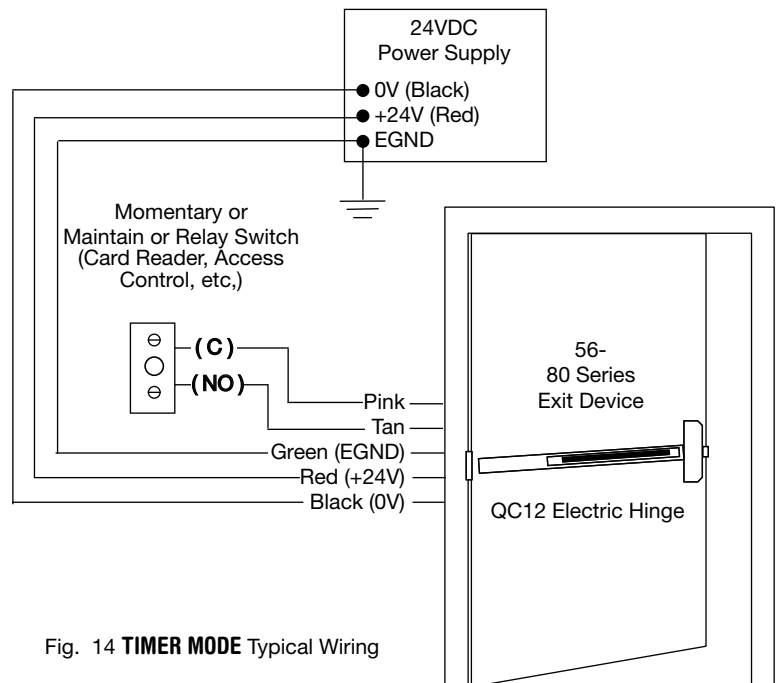 24VDC
Power Supply
0V (Black)
+24V (Red)
EGND
Momentary or
Maintain or Relay Switch
(Card Reader, Access
Control, etc,)
(C)
(NO)
Pink
Tan
Green (EGND)
Red (+24V)
Black (0V)
56-
80 Series
Exit Device
QC12 Electric Hinge
Fig. 14 TIMER MODE Typical Wiring